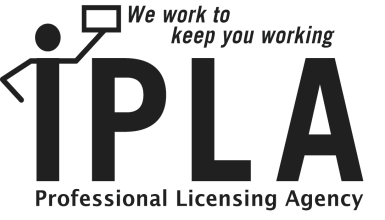 We work to
keep you working
IPLA
Professional Licensing Agency